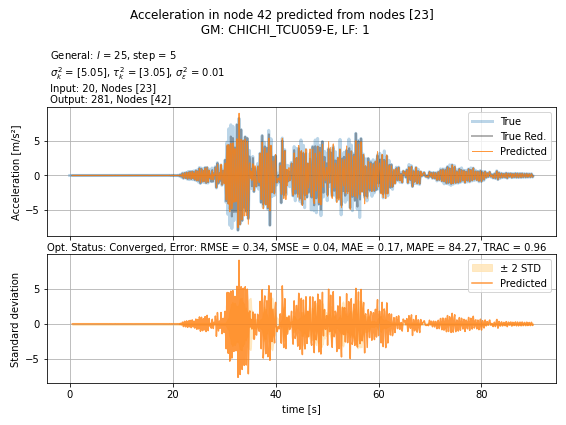 Acceleration in node 42 predicted from nodes [23]
GM: CHICHI_TCU059-E, LF: 1
General: l = 25, step = 5
σ²ₖ = [5.05], τ²ₖ = [3.05], σ²ε = 0.01
Input: 20, Nodes [23]
Output: 281, Nodes [42]
Acceleration [m/s²]
5
0
−5
True
True Red.
Predicted
Opt. Status: Converged, Error: RMSE = 0.34, SMSE = 0.04, MAE = 0.17, MAPE = 84.27, TRAC = 0.96
Standard deviation
5
0
−5
± 2 STD
Predicted
0 20 40 60 80
time [s]